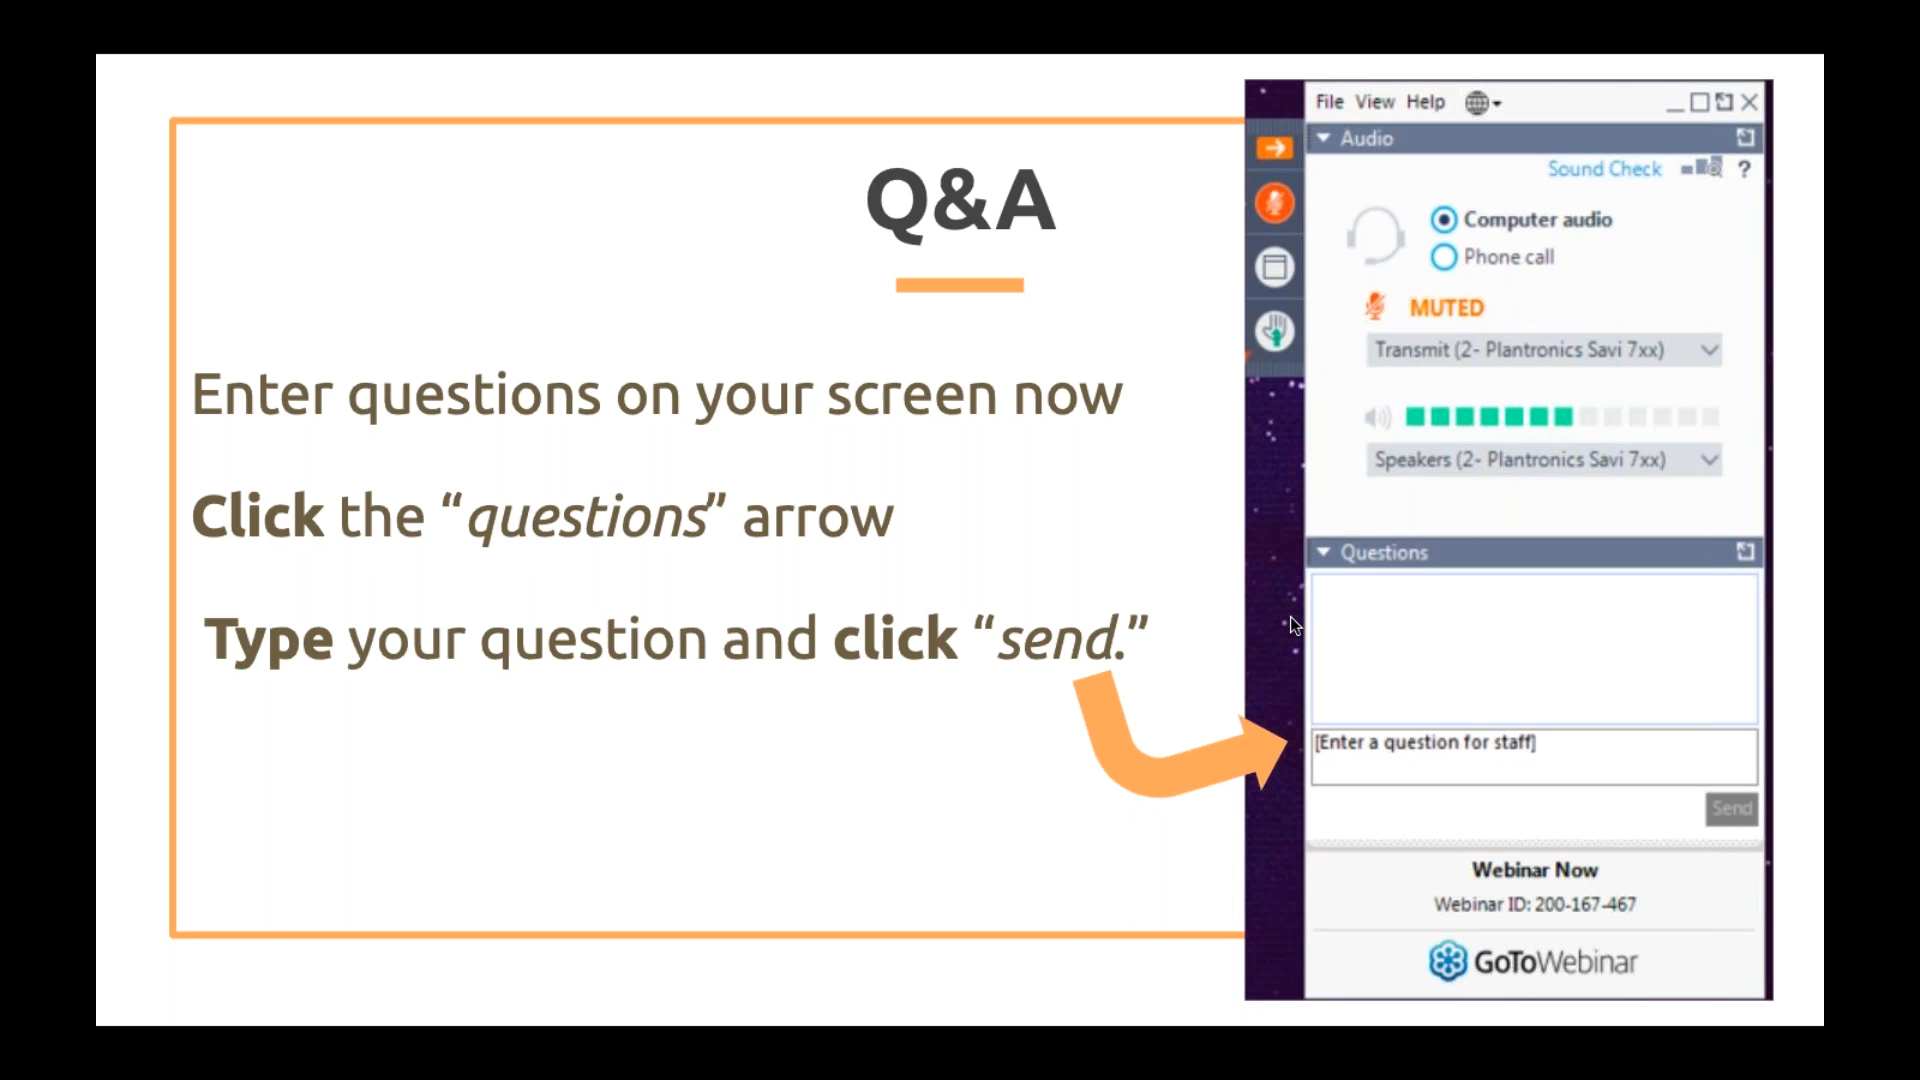 Q&A
Enter questions on your screen now
Click the “questions” arrow
Type your question and click “send.”
File View Help
Audio
Sound Check ?
Computer audio
Phone call
MUTED
Transmit (2- Plantronics Savi 7xx)
Speakers (2- Plantronics Savi 7xx)
Questions
[Enter a question for staff]
Send
Webinar Now
Webinar ID: 200-167-467
GoToWebinar